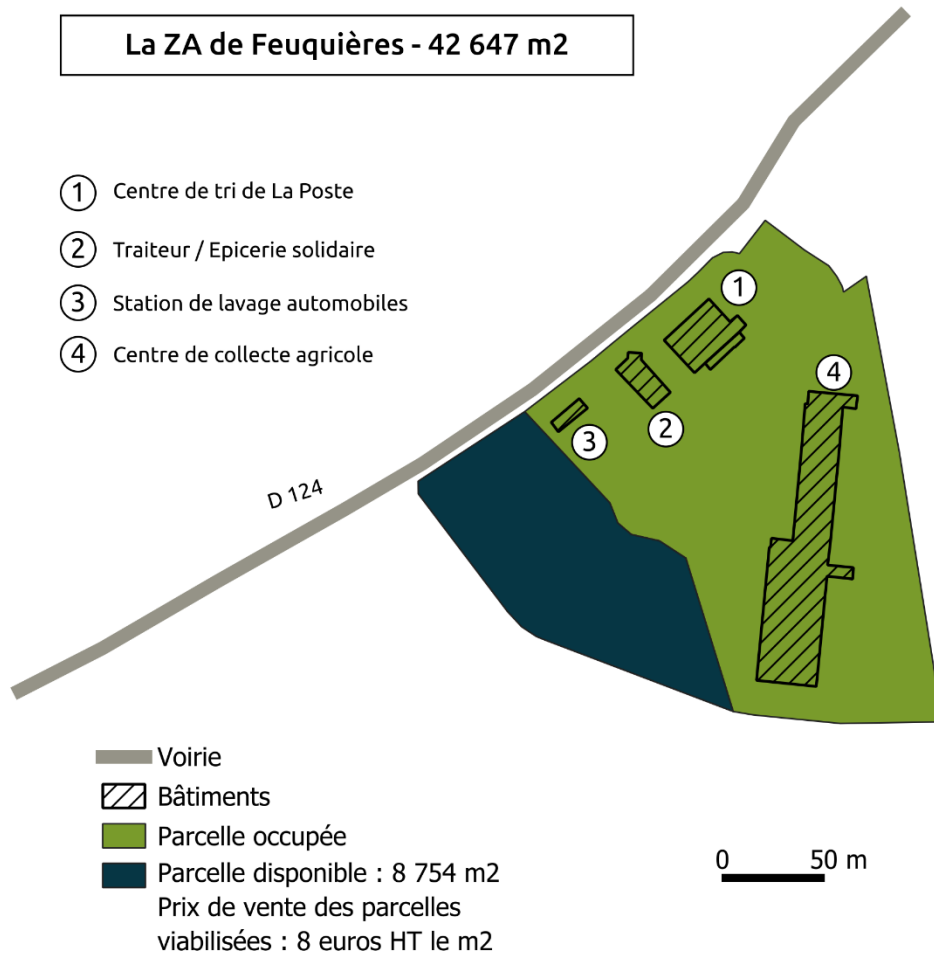 La ZA de Feuquières - 42 647 m2
1 Centre de tri de La Poste
2 Traiteur / Epicerie solidaire
3 Station de lavage automobiles
4 Centre de collecte agricole
1
4
2
3
D 124
Voirie
Bâtiments
Parcelle occupée
Parcelle disponible : 8 754 m2
Prix de vente des parcelles
viabilisées : 8 euros HT le m2
0 50 m